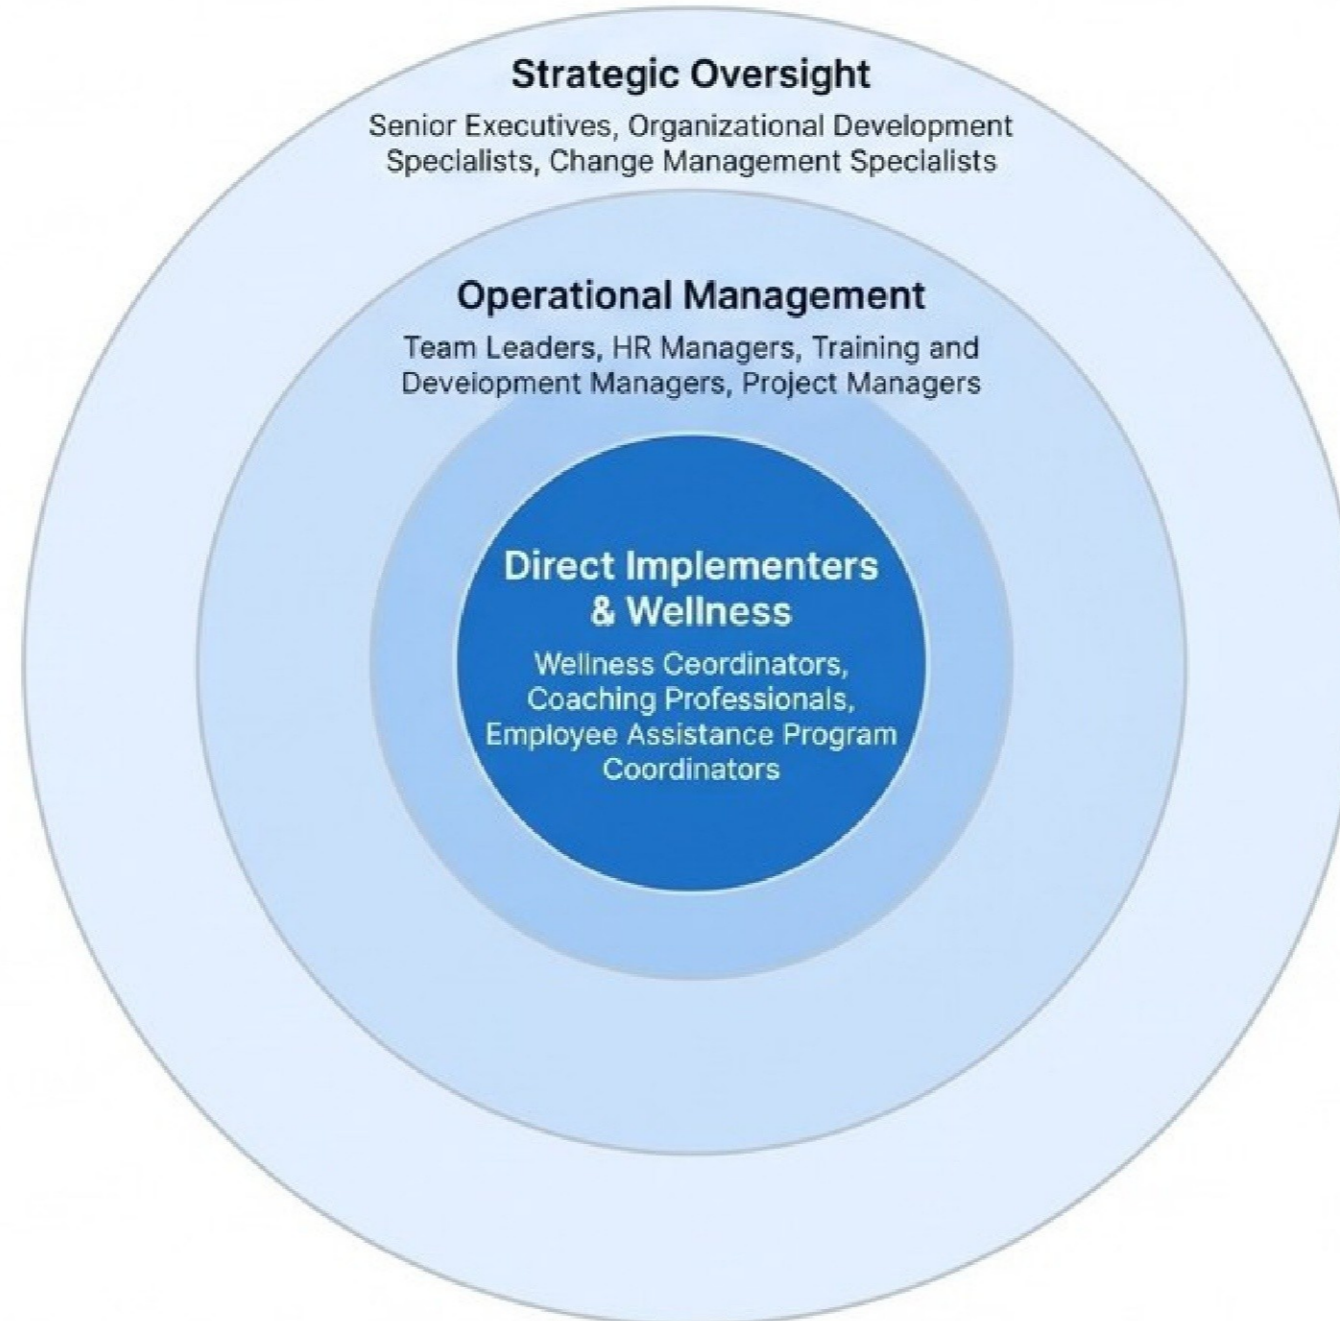 Strategic Oversight
Senior Executives, Organizational Development
Specialists, Change Management Specialists
Operational Management
Team Leaders, HR Managers, Training and
Deveiopment Managers, Project Managers
Direct Implementers
& Wellness
Wellness Ceordinators,
Coaching Professionals,
Employee Assistance Program
Coordinators